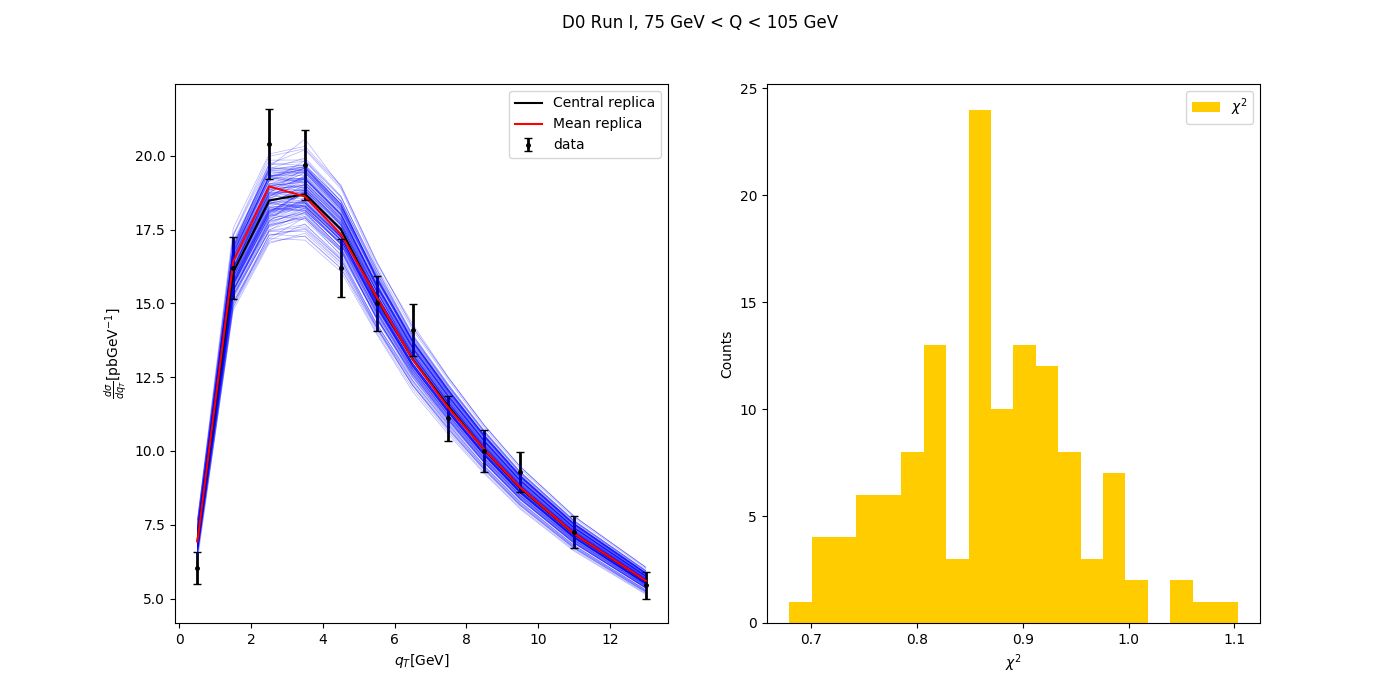 D0 Run I, 75 GeV < Q < 105 GeV
Central replica
Mean replica
data
20.0
17.5
15.0
12.5
10.0
7.5
5.0
dσ/dq_T [pbGeV⁻¹]
0 2 4 6 8 10 12
q_T[GeV]
χ²
25
20
15
10
5
0
Counts
0.7 0.8 0.9 1.0 1.1
χ²